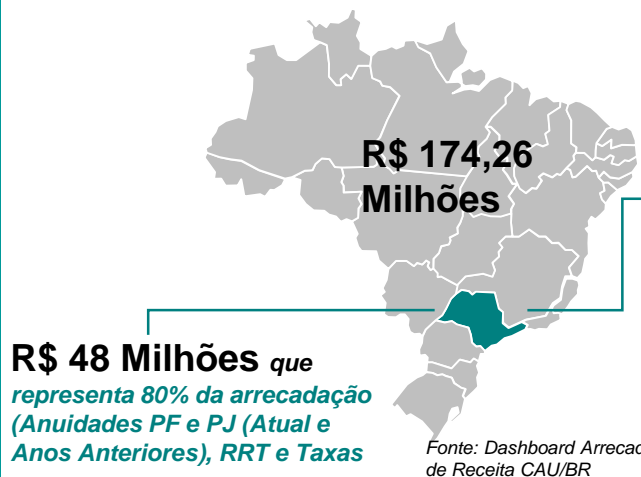 R$ 174,26
Milhões
R$ 48 Milhões que
representa 80% da arrecadação
(Anuidades PF e PJ (Atual e
Anos Anteriores), RRT e Taxas
Fonte: Dashboard
de Receita CAU/BR